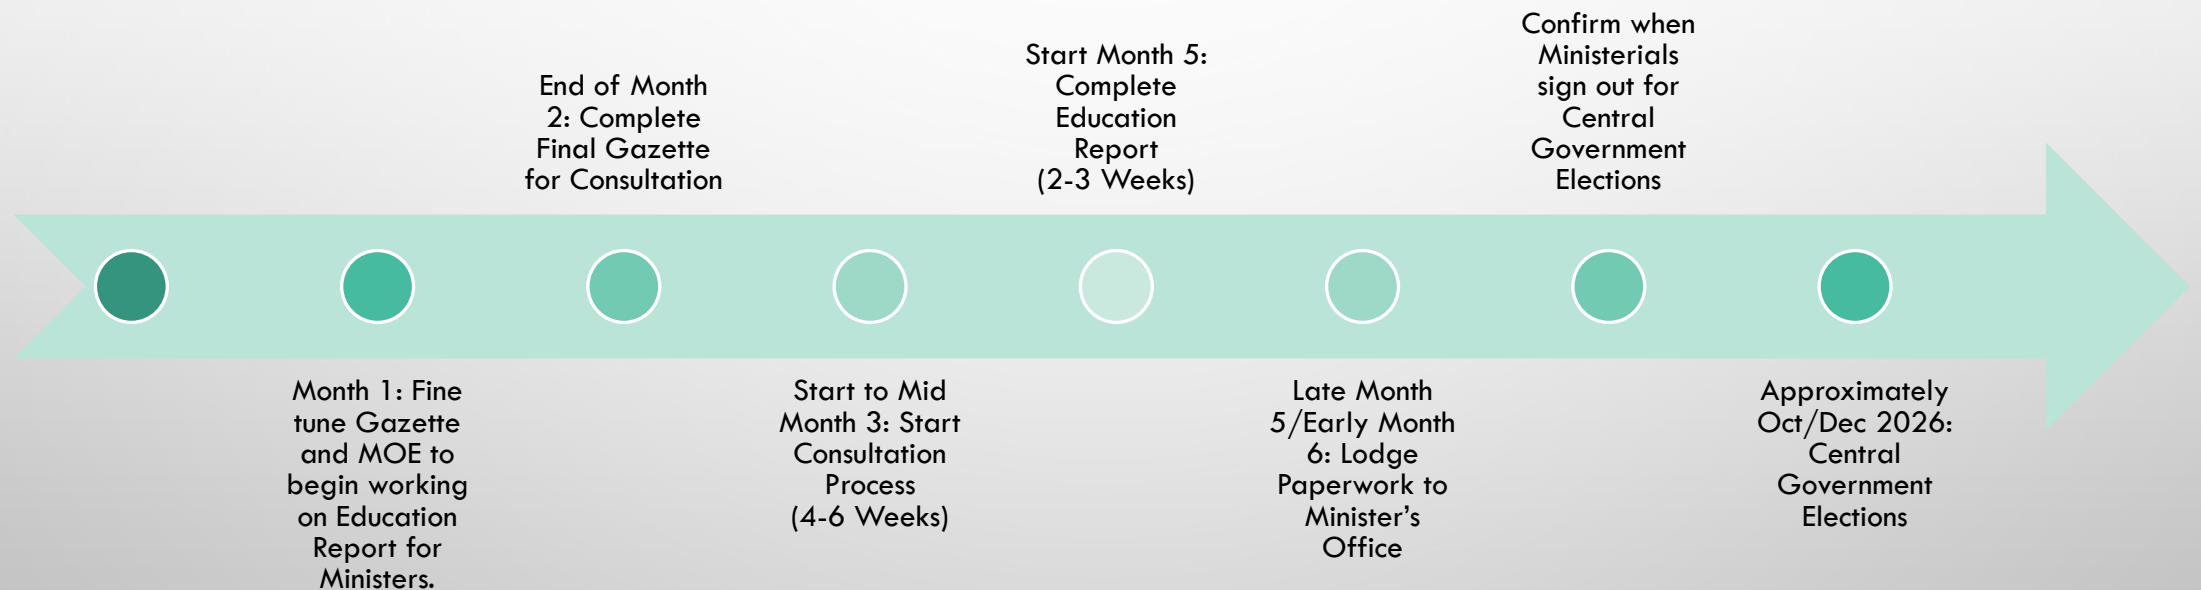 Month 1: Fine
tune Gazette
and MOE to
begin working
on Education
Report for
Ministers.
End of Month
2: Complete
Final Gazette
for Consultation
Start to Mid
Month 3: Start
Consultation
Process
(4-6 Weeks)
Start Month 5:
Complete
Education
Report
(2-3 Weeks)
Late Month
5/Early Month
6: Lodge
Paperwork to
Minister’s
Office
Confirm when
Ministerials
sign out for
Central
Government
Elections
Approximately
Oct/Dec 2026:
Central
Government
Elections